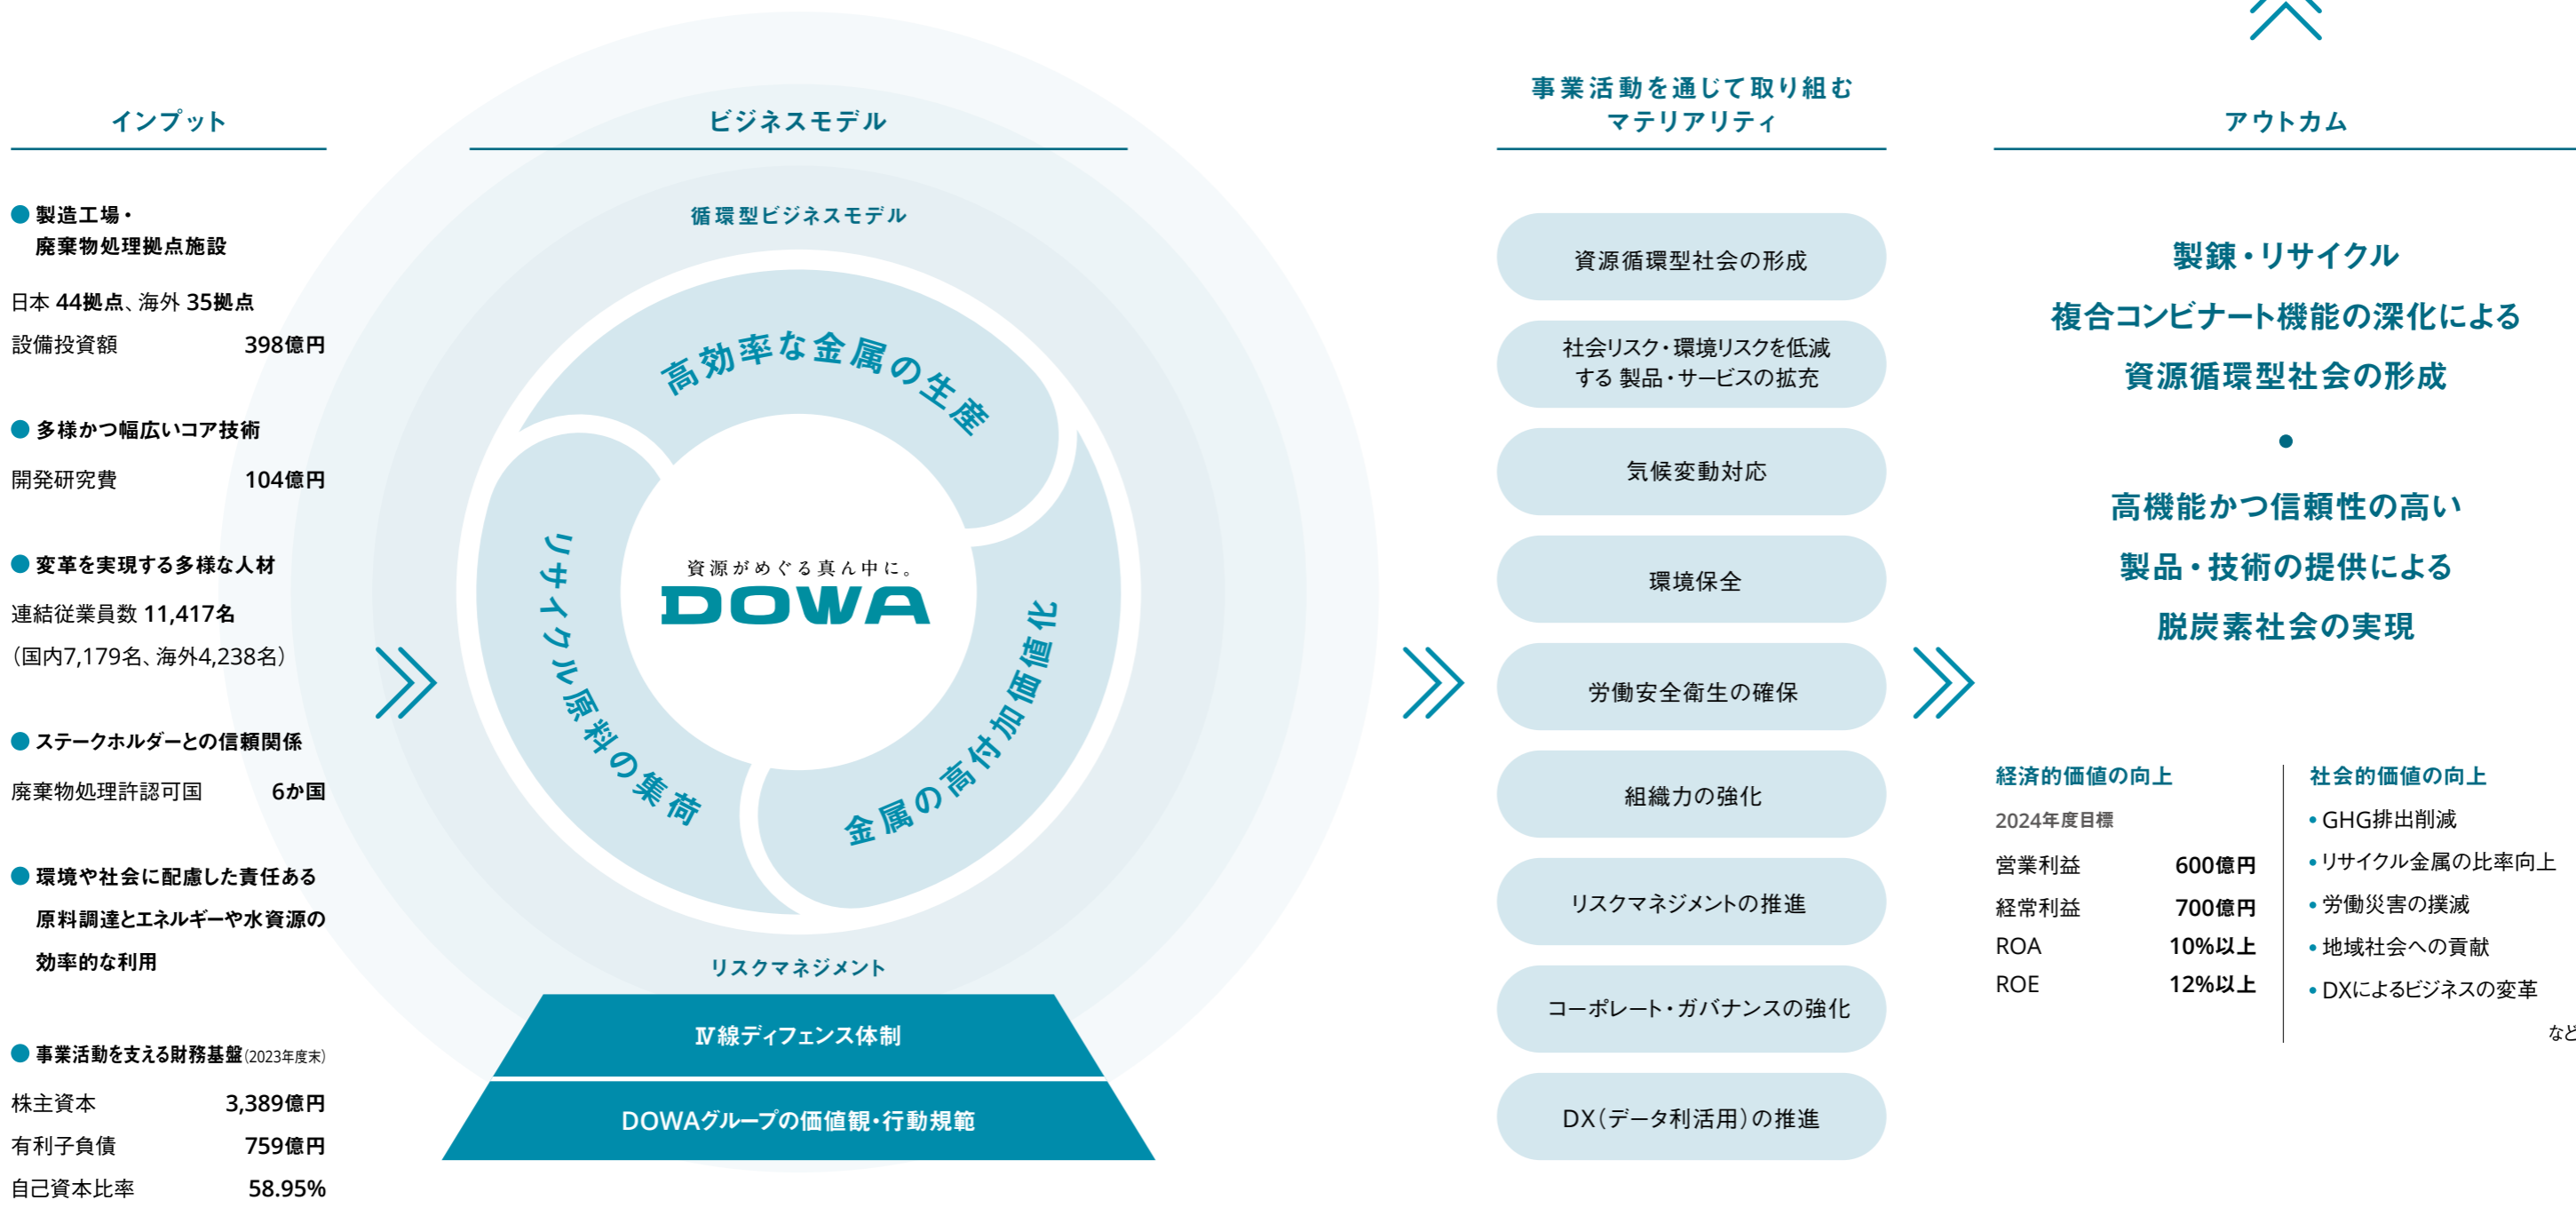 インプット
● 製造工場・
廃棄物処理拠点施設
日本 44拠点、海外 35拠点
設備投資額 398億円
● 多様かつ幅広いコア技術
開発研究費 104億円
● 変革を実現する多様な人材
連結従業員数 11,417名
（国内7,179名、海外4,238名）
● ステークホルダーとの信頼関係
廃棄物処理許認可国 6か国
● 環境や社会に配慮した責任ある
原料調達とエネルギーや水資源の
効率的な利用
● 事業活動を支える財務基盤（2023年度末）
株主資本 3,389億円
有利子負債 759億円
自己資本比率 58.95%
ビジネスモデル
循環型ビジネスモデル
高効率な金属の生産
金属の高付加価値化
リサイクル原料の集荷
資源がめぐる真ん中に。
DOWA
リスクマネジメント
Ⅳ線ディフェンス体制
DOWAグループの価値観・行動規範
事業活動を通じて取り組む
マテリアリティ
資源循環型社会の形成
社会リスク・環境リスクを低減
する 製品・サービスの拡充
気候変動対応
環境保全
労働安全衛生の確保
組織力の強化
リスクマネジメントの推進
コーポレート・ガバナンスの強化
DX（データ利活用）の推進
アウトカム
製錬・リサイクル
複合コンビナート機能の深化による
資源循環型社会の形成
●
高機能かつ信頼性の高い
製品・技術の提供による
脱炭素社会の実現
経済的価値の向上
2024年度目標
営業利益 600億円
経常利益 700億円
ROA 10%以上
ROE 12%以上
社会的価値の向上
• GHG排出削減
• リサイクル金属の比率向上
• 労働災害の撲滅
• 地域社会への貢献
• DXによるビジネスの変革
など